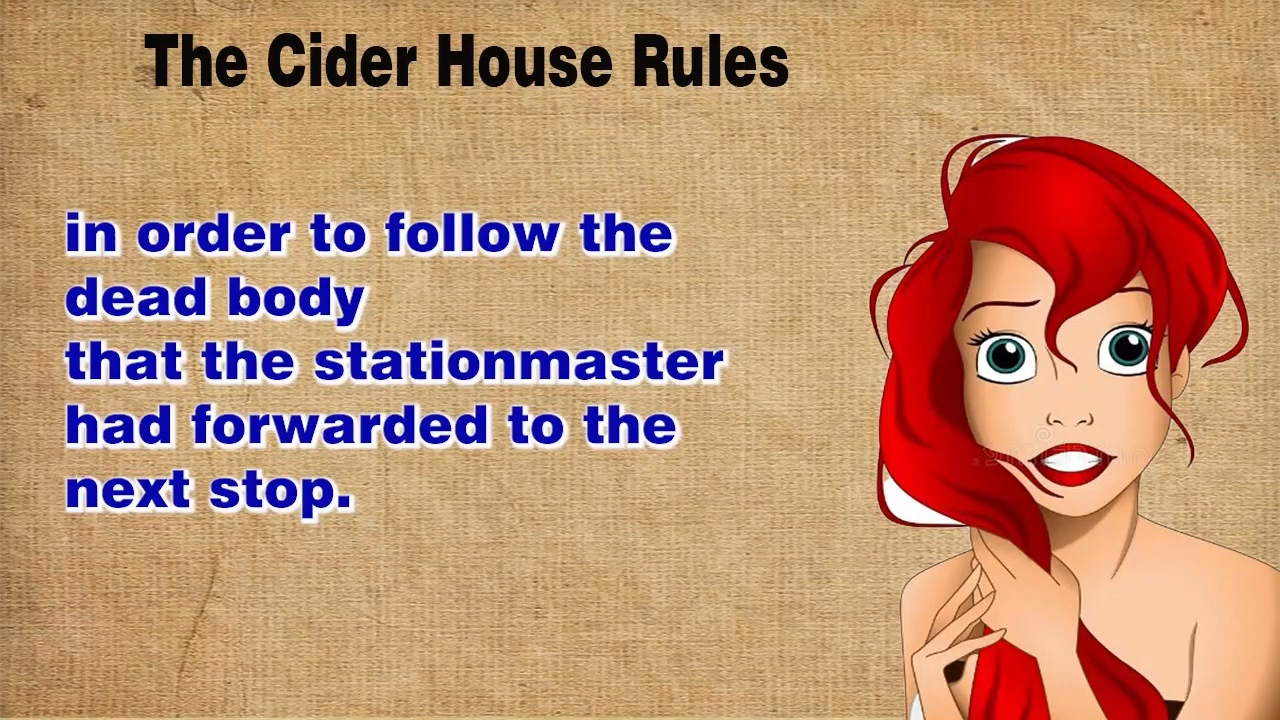 The Cider House Rules
in order to follow the
dead body
that the stationmaster
had forwarded to the
next stop.